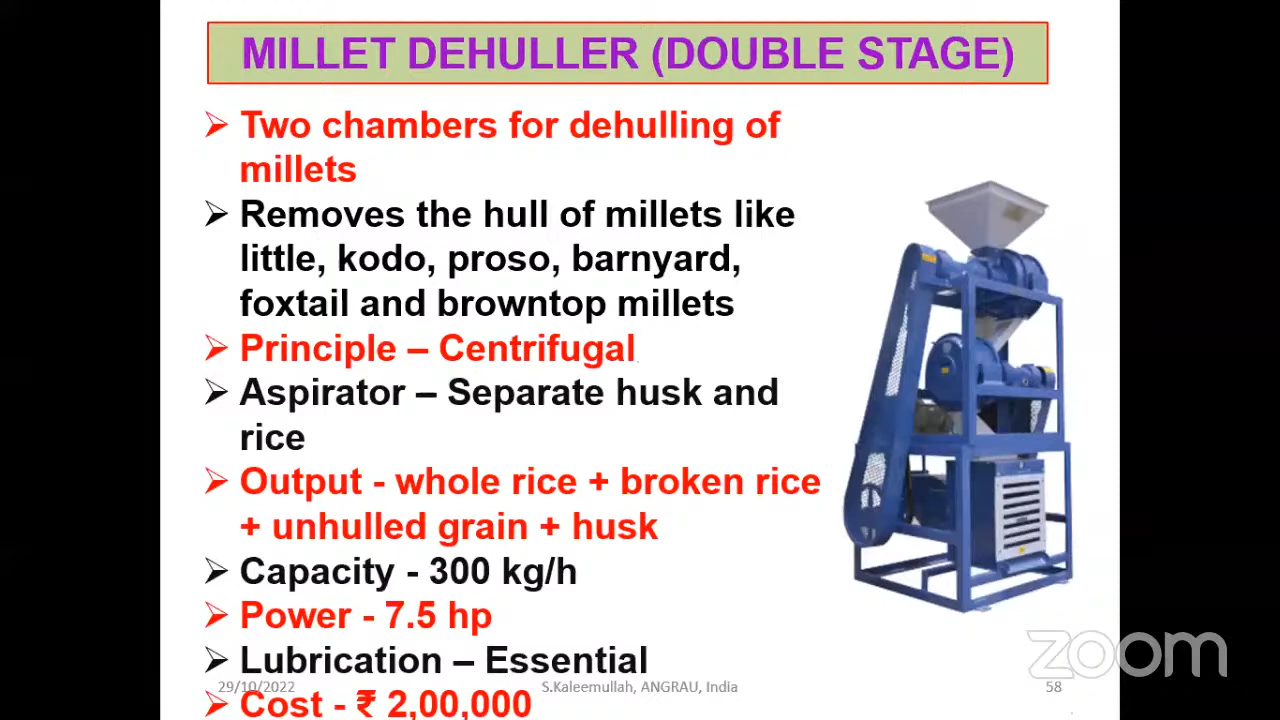 MILLET DEHULLER (DOUBLE STAGE)
➢ Two chambers for dehulling of
millets
➢ Removes the hull of millets like
little, kodo, proso, barnyard,
foxtail and browntop millets
➢ Principle – Centrifugal
➢ Aspirator – Separate husk and
rice
➢ Output - whole rice + broken rice
+ unhulled grain + husk
➢ Capacity - 300 kg/h
➢ Power - 7.5 hp
➢ Lubrication – Essential
29/10/2022 S.Kaleemullah, ANGRAU, India 58
➢ Cost - ₹ 2,00,000
zoom